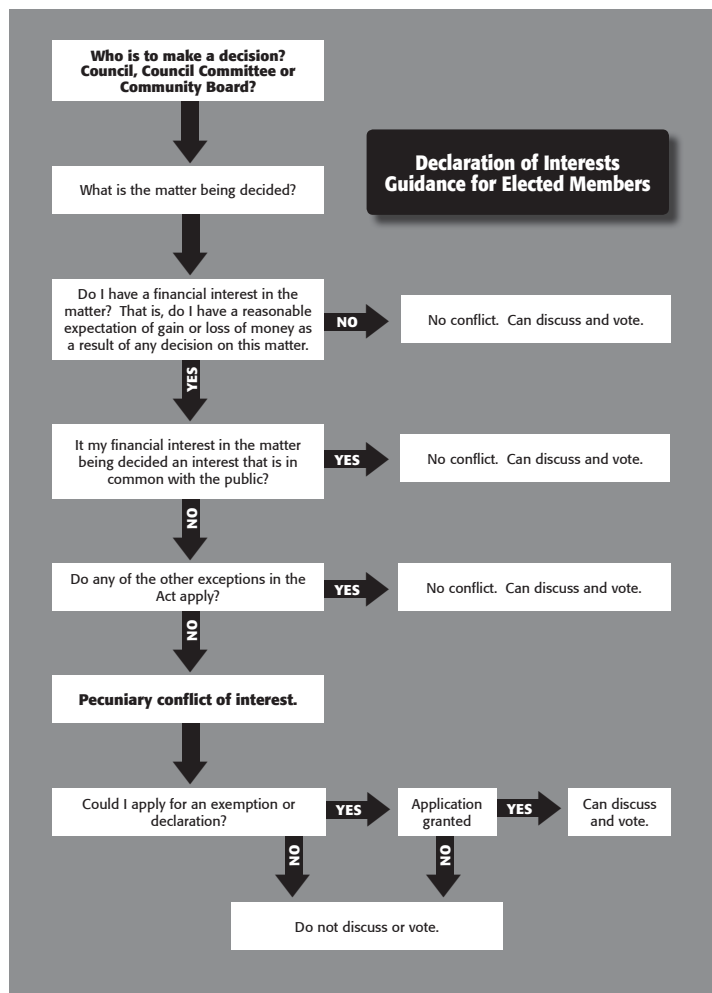 Who is to make a decision?
Council, Council Committee or
Community Board?
Declaration of Interests
Guidance for Elected Members
What is the matter being decided?
Do I have a financial interest in the
matter?  That is, do I have a reasonable
expectation of gain or loss of money as
a result of any decision on this matter.
NO
No conflict.  Can discuss and vote.
YES
It my financial interest in the matter
being decided an interest that is in
common with the public?
YES
No conflict.  Can discuss and vote.
NO
Do any of the other exceptions in the
Act apply?
YES
No conflict.  Can discuss and vote.
NO
Pecuniary conflict of interest.
Could I apply for an exemption or
declaration?
YES
Application
granted
YES
Can discuss
and vote.
NO
NO
Do not discuss or vote.